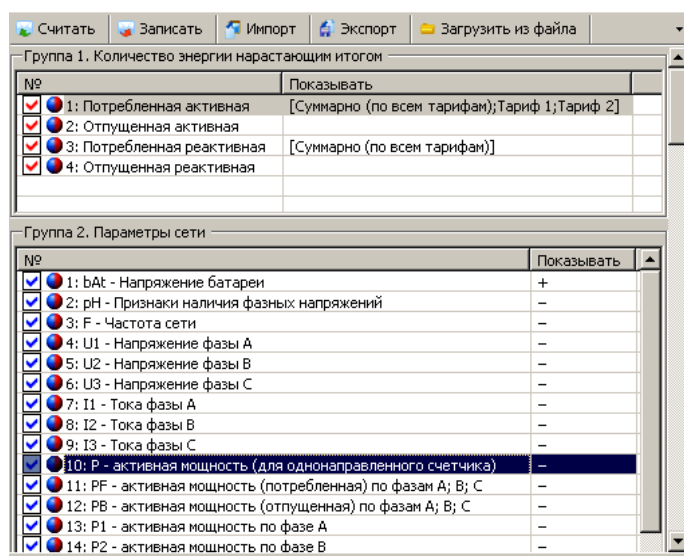 Считать Записать Импорт Экспорт Загрузить из файла
Группа 1. Количество энергии нарастающим итогом
№ Показывать
1: Потребленная активная [Суммарно (по всем тарифам);Тариф 1;Тариф 2]
2: Отпущенная активная
3: Потребленная реактивная [Суммарно (по всем тарифам)]
4: Отпущенная реактивная
Группа 2. Параметры сети
№ Показывать
1: bAt - Напряжение батареи +
2: pH - Признаки наличия фазных напряжений –
3: F - Частота сети –
4: U1 - Напряжение фазы A –
5: U2 - Напряжение фазы B –
6: U3 - Напряжение фазы C –
7: I1 - Тока фазы A –
8: I2 - Тока фазы B –
9: I3 - Тока фазы C –
10: P - активная мощность (для однонаправленного счетчика) –
11: PF - активная мощность (потребленная) по фазам A; B; C –
12: PB - активная мощность (отпущенная) по фазам A; B; C –
13: P1 - активная мощность по фазе A –
14: P2 - активная мощность по фазе B –